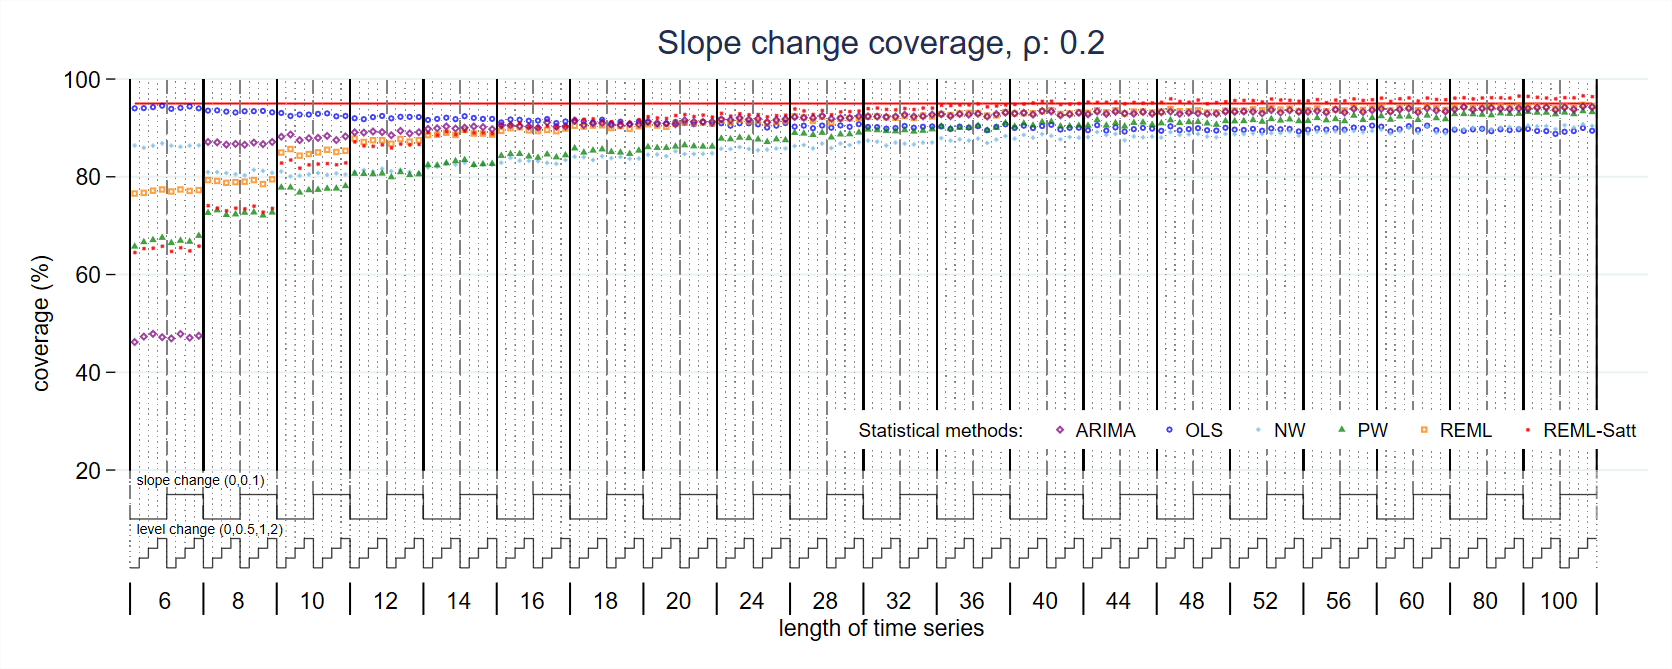 Slope change coverage, ρ: 0.2
100
80
60
40
20
coverage (%)
Statistical methods: ARIMA OLS NW PW REML REML-Satt
slope change (0,0.1)
level change (0,0.5,1,2)
6 8 10 12 14 16 18 20 24 28 32 36 40 44 48 52 56 60 80 100
length of time series